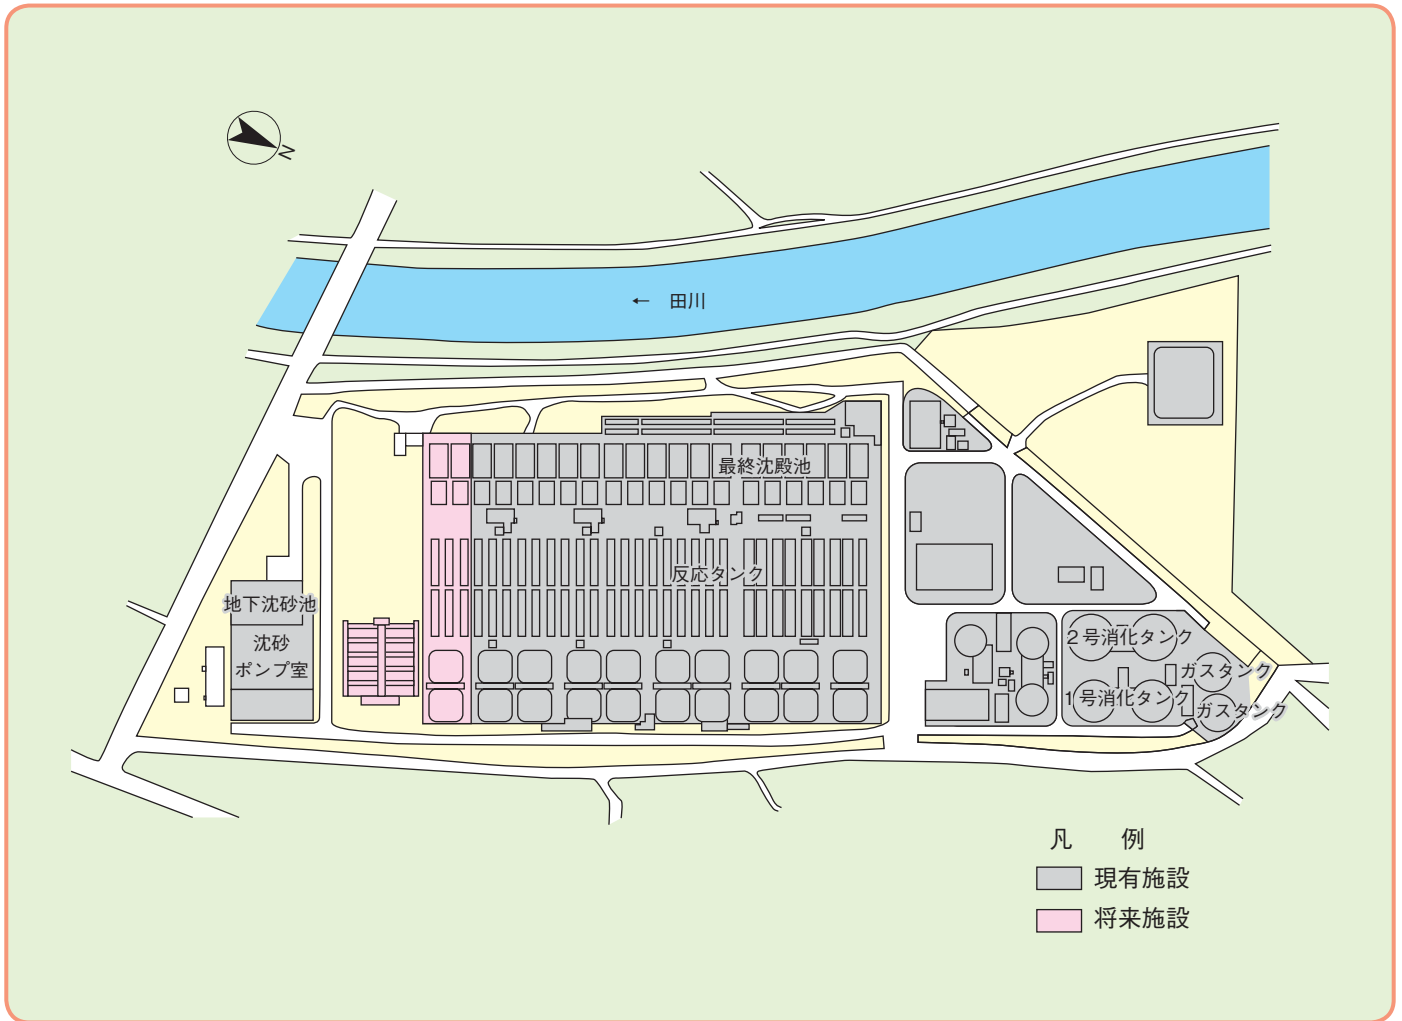 N
← 田川
最終沈殿池
反応タンク
地下沈砂池
沈砂
ポンプ室
2号消化タンク
ガスタンク
1号消化タンク
ガスタンク
凡 例
現有施設
将来施設